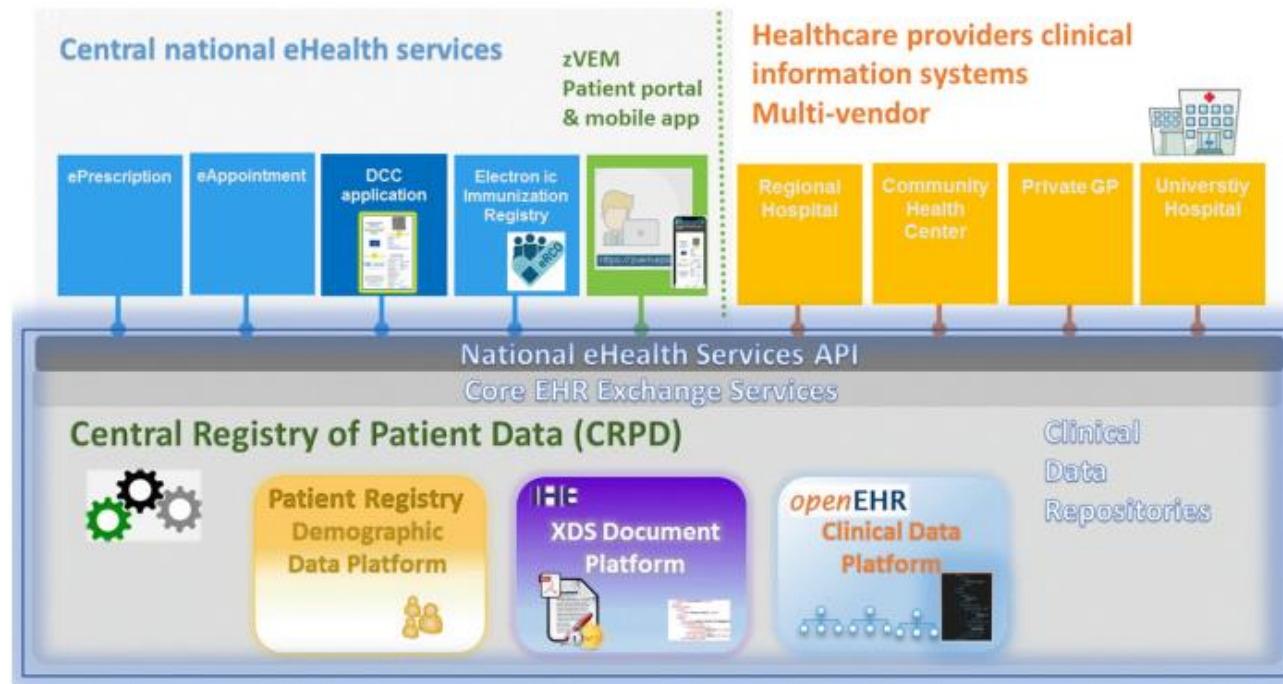 Central national eHealth services
zVEM
Patient portal
& mobile app
Healthcare providers clinical
information systems
Multi-vendor
ePrescription
eAppointment
DCC
application
Electron ic
Immunization
Registry
eRCO
Regional
Hospital
Community
Health
Center
Private GP
Universtiy
Hospital
National eHealth Services API
Core EHR Exchange Services
Central Registry of Patient Data (CRPD)
Clinical
Data
Repositories
Patient Registry
Demographic
Data Platform
IHE
XDS Document
Platform
openEHR
Clinical Data
Platform